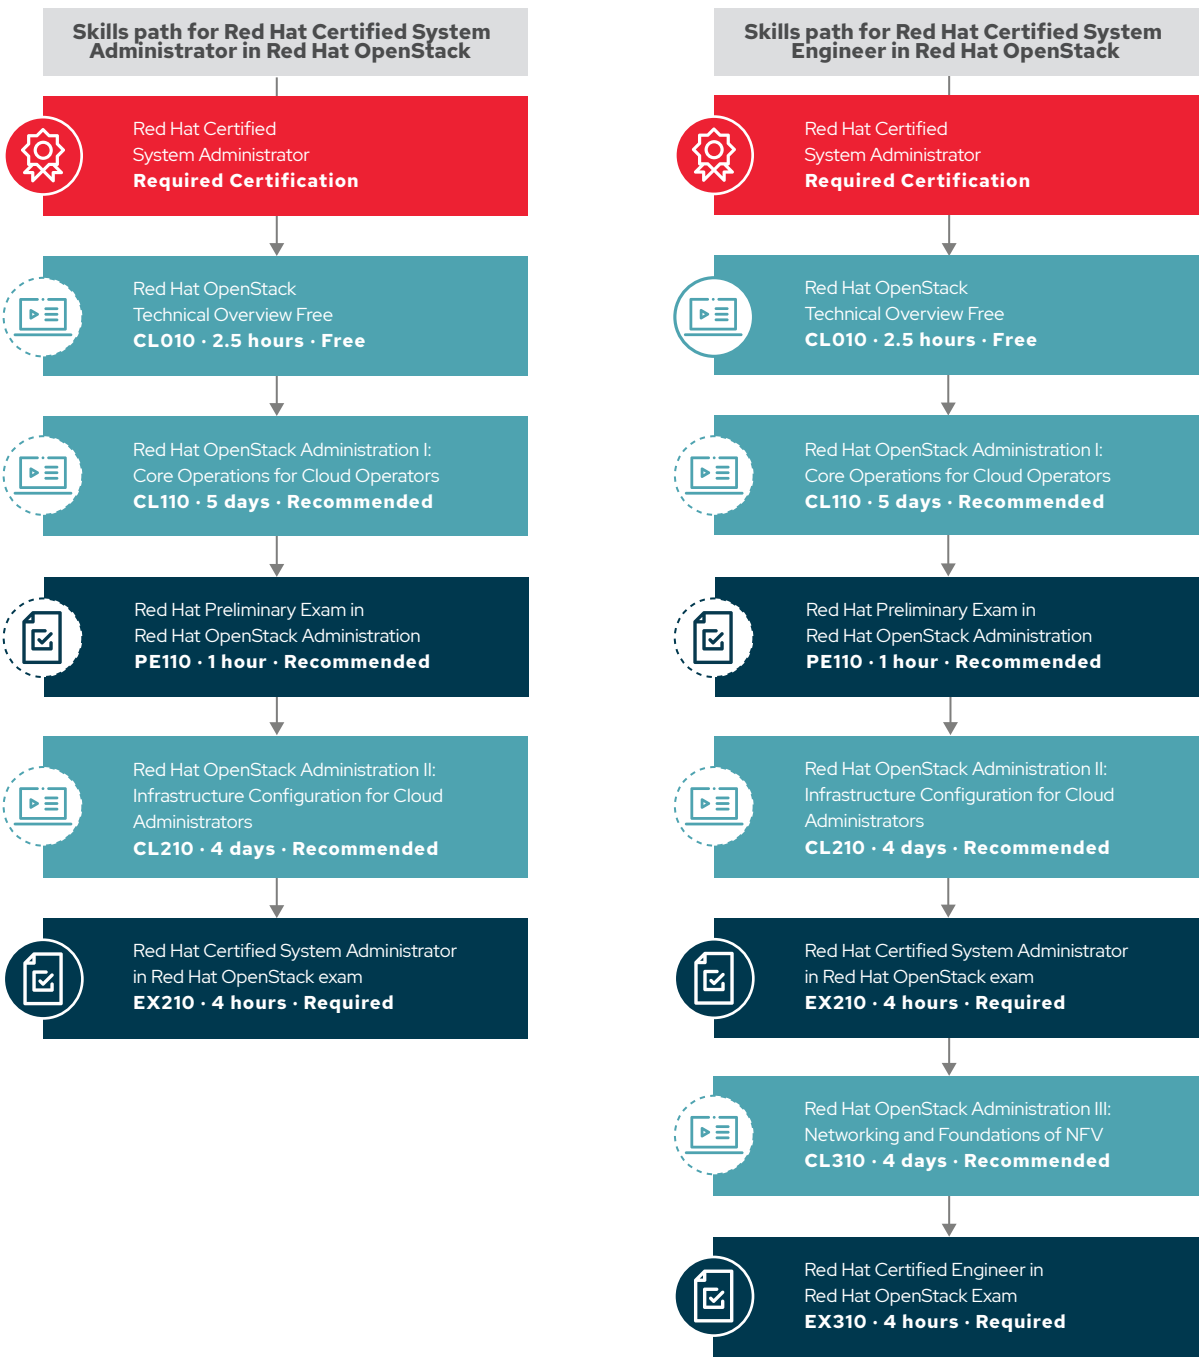 Skills path for Red Hat Certified System
Administrator in Red Hat OpenStack
Red Hat Certified
System Administrator
Required Certification
Red Hat OpenStack
Technical Overview Free
CL010 · 2.5 hours · Free
Red Hat OpenStack Administration I:
Core Operations for Cloud Operators
CL110 · 5 days · Recommended
Red Hat Preliminary Exam in
Red Hat OpenStack Administration
PE110 · 1 hour · Recommended
Red Hat OpenStack Administration II:
Infrastructure Configuration for Cloud
Administrators
CL210 · 4 days · Recommended
Red Hat Certified System Administrator
in Red Hat OpenStack exam
EX210 · 4 hours · Required
Skills path for Red Hat Certified System
Engineer in Red Hat OpenStack
Red Hat Certified
System Administrator
Required Certification
Red Hat OpenStack
Technical Overview Free
CL010 · 2.5 hours · Free
Red Hat OpenStack Administration I:
Core Operations for Cloud Operators
CL110 · 5 days · Recommended
Red Hat Preliminary Exam in
Red Hat OpenStack Administration
PE110 · 1 hour · Recommended
Red Hat OpenStack Administration II:
Infrastructure Configuration for Cloud
Administrators
CL210 · 4 days · Recommended
Red Hat Certified System Administrator
in Red Hat OpenStack exam
EX210 · 4 hours · Required
Red Hat OpenStack Administration III:
Networking and Foundations of NFV
CL310 · 4 days · Recommended
Red Hat Certified Engineer in
Red Hat OpenStack Exam
EX310 · 4 hours · Required